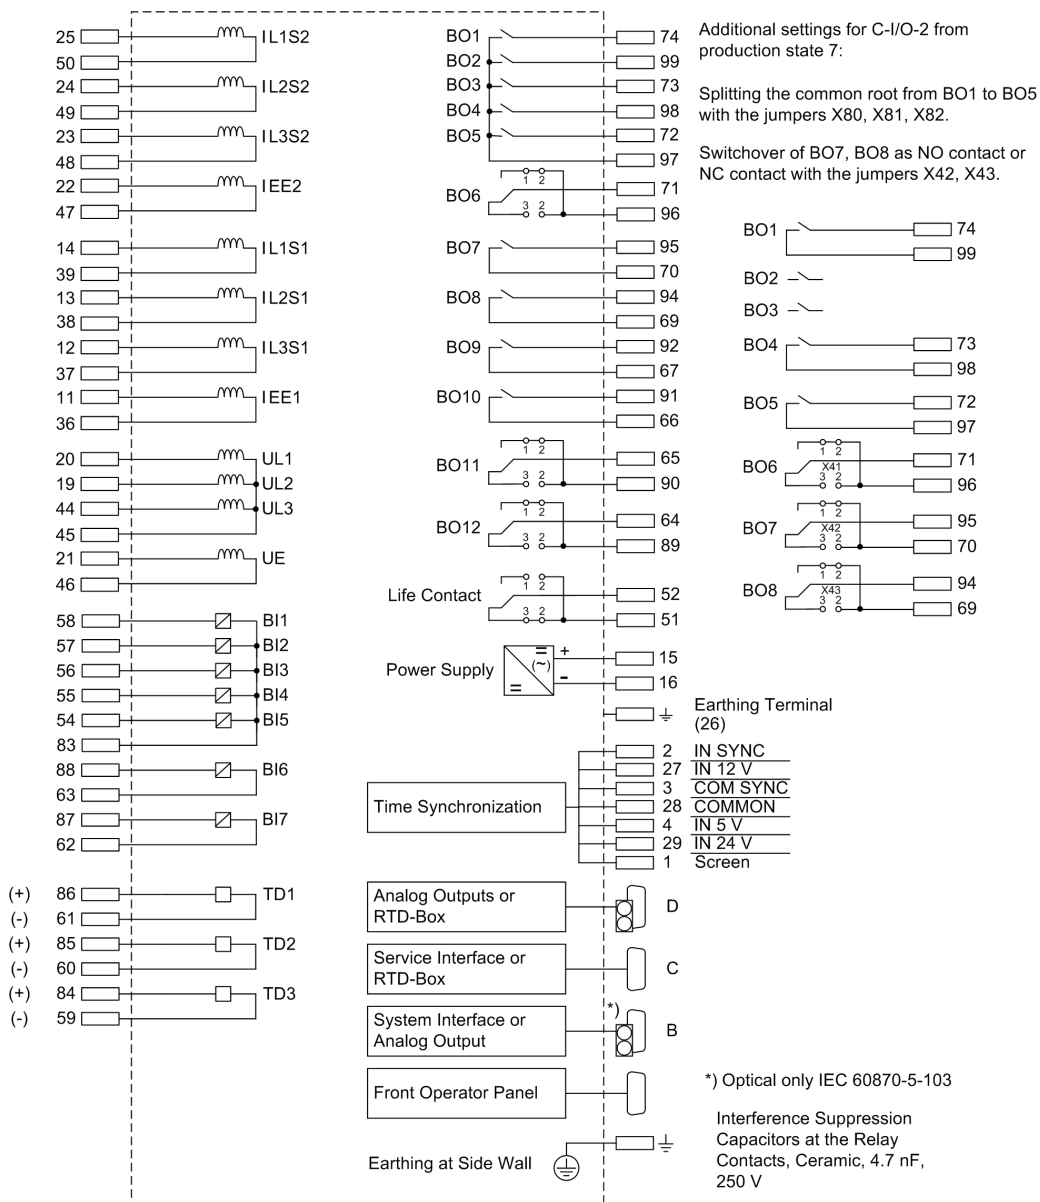 25 IL1S2
50
24 IL2S2
49
23 IL3S2
48
22 IEE2
47
14 IL1S1
39
13 IL2S1
38
12 IL3S1
37
11 IEE1
36
20 UL1
19 UL2
44 UL3
45
21 UE
46
58 BI1
57 BI2
56 BI3
55 BI4
54 BI5
83
88 BI6
63
87 BI7
62
(+) 86 TD1
(-) 61
(+) 85 TD2
(-) 60
(+) 84 TD3
(-) 59
BO1 74
BO2 99
BO3 73
BO4 98
BO5 72
97
1 2
BO6 71
3 2
96
BO7 95
70
BO8 94
69
BO9 92
67
BO10 91
66
1 2
BO11 65
3 2
90
1 2
BO12 64
3 2
89
1 2
Life Contact 52
3 2
51
Power Supply = (~) = + 15
- 16
Earthing Terminal
(26)
2 IN SYNC
27 IN 12 V
3 COM SYNC
Time Synchronization 28 COMMON
4 IN 5 V
29 IN 24 V
1 Screen
Analog Outputs or
RTD-Box
D
Service Interface or
RTD-Box
C
*)
System Interface or
Analog Output
B
Front Operator Panel
Earthing at Side Wall
Additional settings for C-I/O-2 from
production state 7:
Splitting the common root from BO1 to BO5
with the jumpers X80, X81, X82.
Switchover of BO7, BO8 as NO contact or
NC contact with the jumpers X42, X43.
BO1 74
99
BO2
BO3
BO4 73
98
BO5 72
97
1 2
BO6 X41 71
3 2
96
1 2
BO7 X42 95
3 2
70
1 2
BO8 X43 94
3 2
69
*) Optical only IEC 60870-5-103
Interference Suppression
Capacitors at the Relay
Contacts, Ceramic, 4.7 nF,
250 V